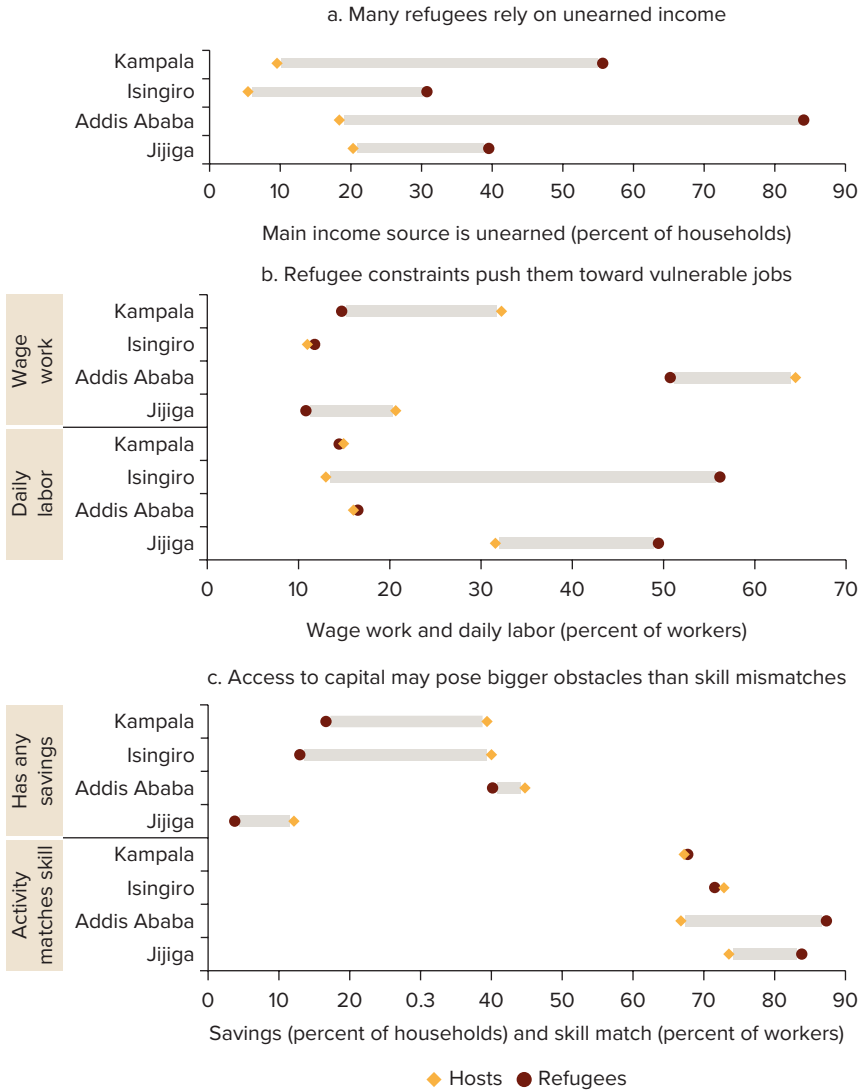 a. Many refugees rely on unearned income
Kampala
Isingiro
Addis Ababa
Jijiga
0 10 20 30 40 50 60 70 80 90
Main income source is unearned (percent of households)
b. Refugee constraints push them toward vulnerable jobs
Wage
work
Kampala
Isingiro
Addis Ababa
Jijiga
Daily
labor
Kampala
Isingiro
Addis Ababa
Jijiga
0 10 20 30 40 50 60 70
Wage work and daily labor (percent of workers)
c. Access to capital may pose bigger obstacles than skill mismatches
Has any
savings
Kampala
Isingiro
Addis Ababa
Jijiga
Activity
matches skill
Kampala
Isingiro
Addis Ababa
Jijiga
0 10 20 0.3 40 50 60 70 80 90
Savings (percent of households) and skill match (percent of workers)
Hosts Refugees